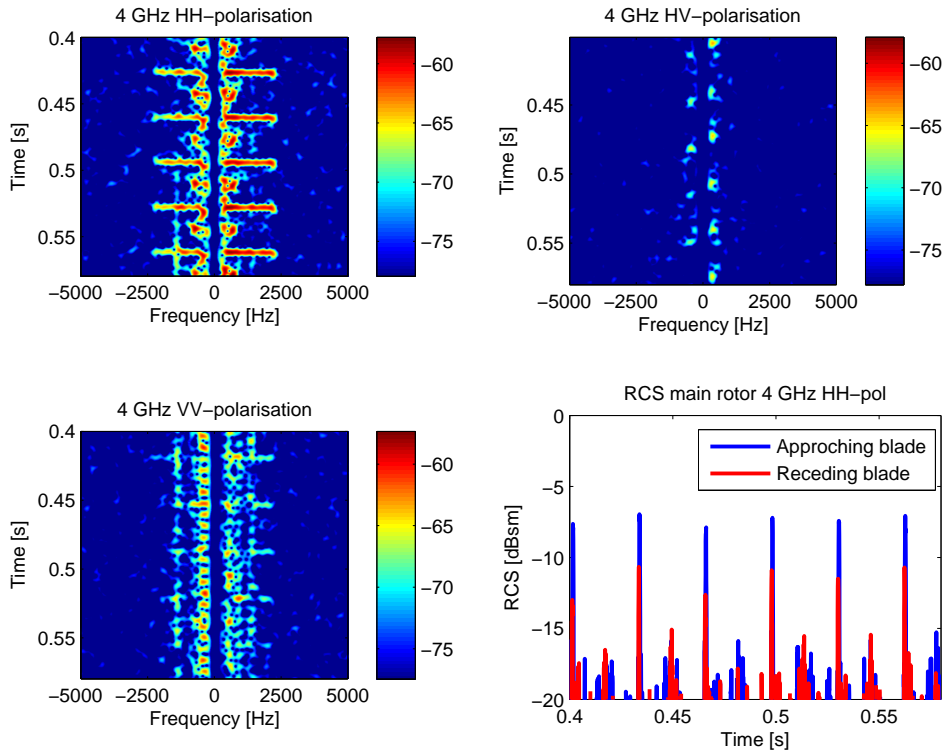 4 GHz HH−polarisation
Time [s]
0.4
0.45
0.5
0.55
−5000 −2500 0 2500 5000
Frequency [Hz]
−60
−65
−70
−75
4 GHz HV−polarisation
Time [s]
0.4
0.45
0.5
0.55
−5000 −2500 0 2500 5000
Frequency [Hz]
−60
−65
−70
−75
4 GHz VV−polarisation
Time [s]
0.4
0.45
0.5
0.55
−5000 −2500 0 2500 5000
Frequency [Hz]
−60
−65
−70
−75
RCS main rotor 4 GHz HH−pol
RCS [dBsm]
0
−5
−10
−15
−20
Approching blade
Receding blade
0.4 0.45 0.5 0.55
Time [s]